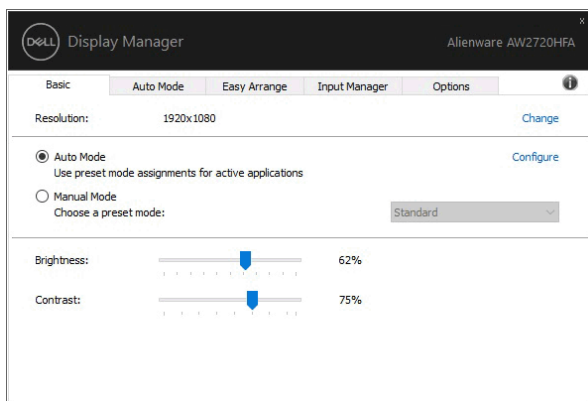 x
DELL Display Manager Alienware AW2720HFA
Basic Auto Mode Easy Arrange Input Manager Options i
Resolution: 1920x1080 Change
Auto Mode Configure
Use preset mode assignments for active applications
Manual Mode
Choose a preset mode: Standard
Brightness: 62%
Contrast: 75%